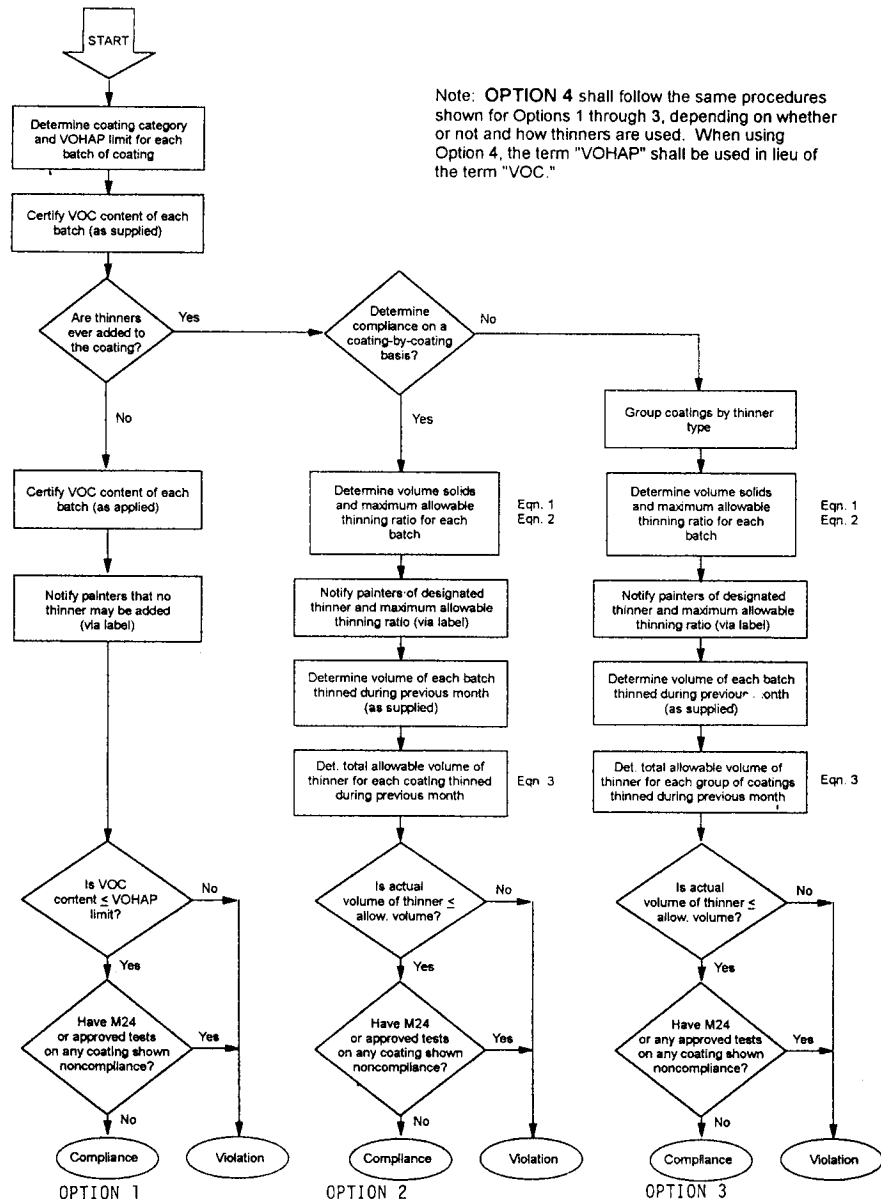 START
Note: OPTION 4 shall follow the same procedures
shown for Options 1 through 3, depending on whether
or not and how thinners are used. When using
Option 4, the term "VOHAP" shall be used in lieu of
the term "VOC."
Determine coating category
and VOHAP limit for each
batch of coating
Certify VOC content of each
batch (as supplied)
Are thinners
ever added to
the coating?
Yes
No
Determine
compliance on a
coating-by-coating
basis?
No
Yes
Certify VOC content of each
batch (as applied)
Notify painters that no
thinner may be added
(via label)
Is VOC
content ≤ VOHAP
limit?
No
Yes
Have M24
or approved tests
on any coating shown
noncompliance?
Yes
No
Compliance
Violation
OPTION 1
Determine volume solids
and maximum allowable
thinning ratio for each
batch
Eqn. 1
Eqn. 2
Notify painters of designated
thinner and maximum allowable
thinning ratio (via label)
Determine volume of each batch
thinned during previous month
(as supplied)
Det. total allowable volume of
thinner for each coating thinned
during previous month
Eqn. 3
Is actual
volume of thinner ≤
allow. volume?
No
Yes
Have M24
or approved tests
on any coating shown
noncompliance?
Yes
No
Compliance
Violation
OPTION 2
Group coatings by thinner
type
Determine volume solids
and maximum allowable
thinning ratio for each
batch
Eqn. 1
Eqn. 2
Notify painters of designated
thinner and maximum allowable
thinning ratio (via label)
Determine volume of each batch
thinned during previous month
(as supplied)
Det. total allowable volume of
thinner for each group of coatings
thinned during previous month
Eqn. 3
Is actual
volume of thinner ≤
allow. volume?
No
Yes
Have M24
or any approved tests
on any coating shown
noncompliance?
Yes
No
Compliance
Violation
OPTION 3